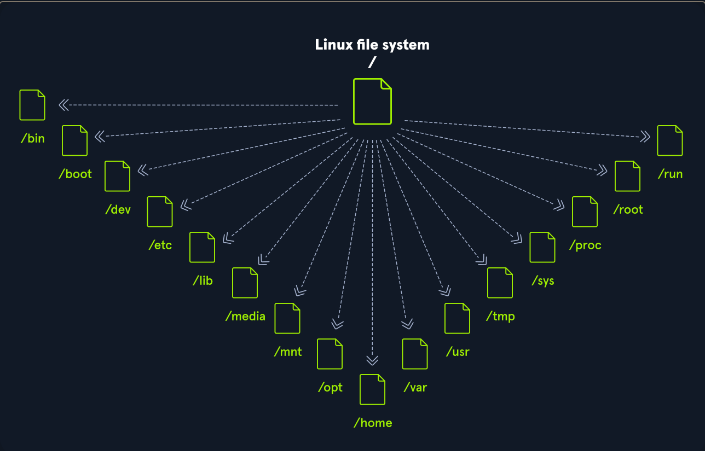 Linux file system
/
/bin
/boot
/dev
/etc
/lib
/media
/mnt
/opt
/home
/var
/usr
/tmp
/sys
/proc
/root
/run